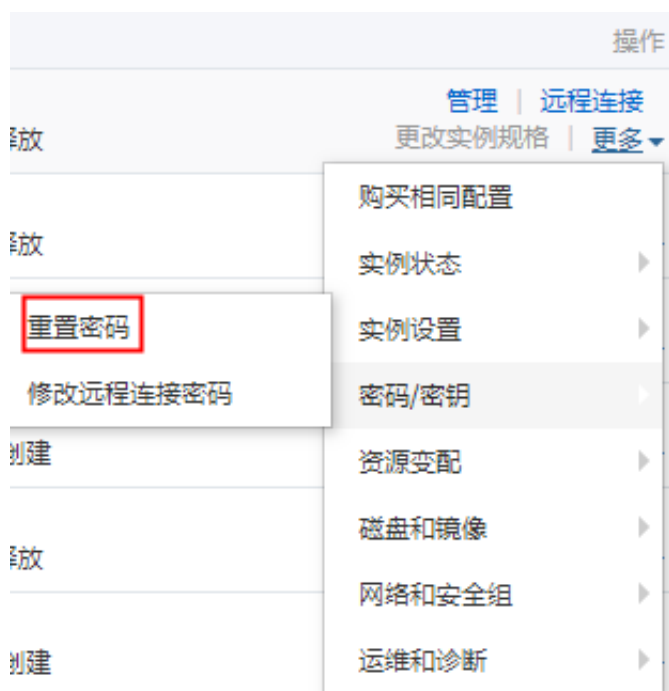 操作
管理 | 远程连接
释放
更改实例规格 | 更多
购买相同配置
释放
实例状态
重置密码
实例设置
修改远程连接密码
密码/密钥
创建
资源变配
磁盘和镜像
释放
网络和安全组
创建
运维和诊断